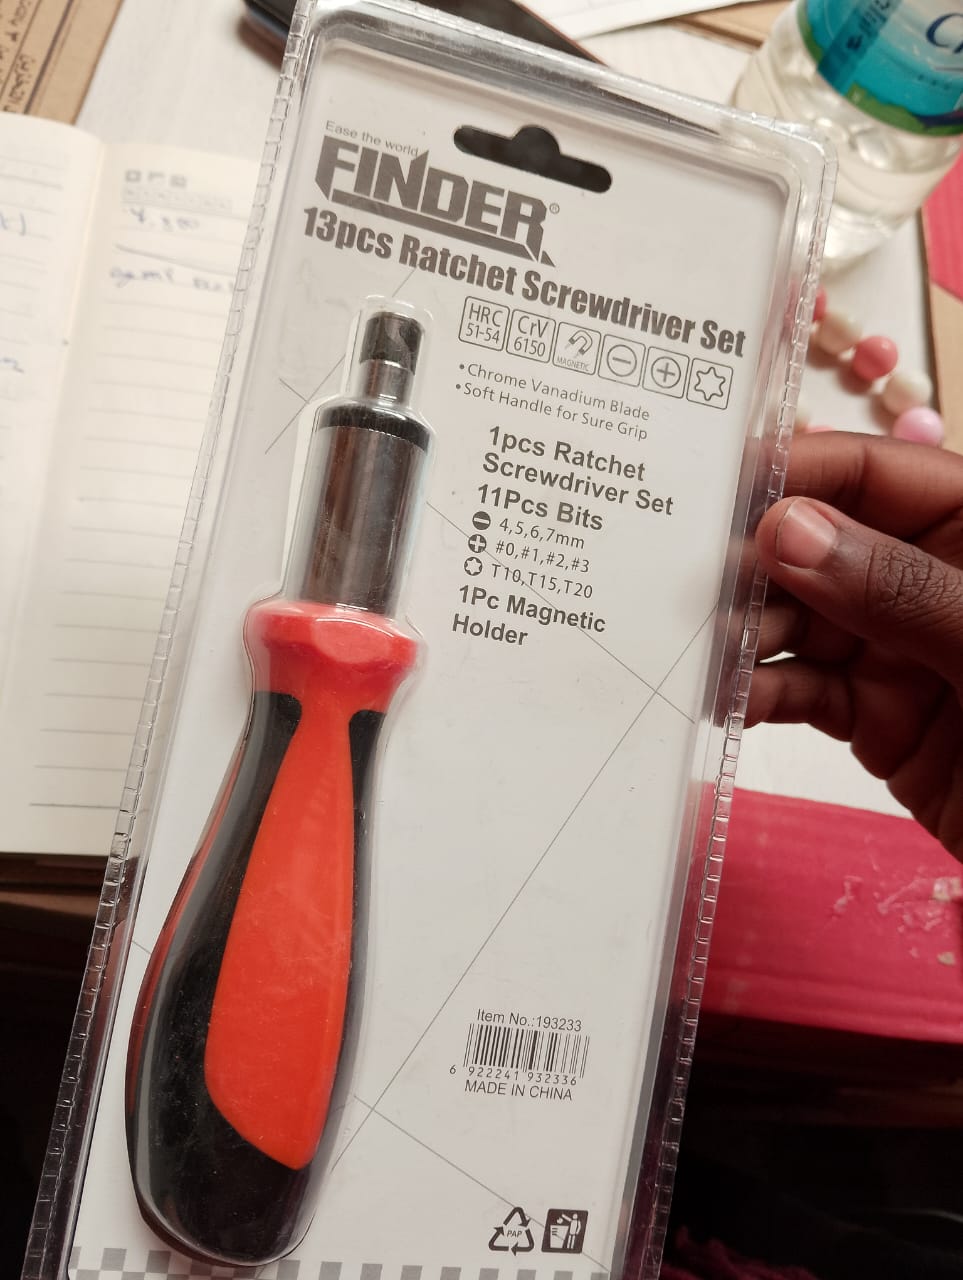 Ease the world
FINDER®
13pcs Ratchet Screwdriver Set
HRC
51-54
CrV
6150
MAGNETIC
•Chrome Vanadium Blade
•Soft Handle for Sure Grip
1pcs Ratchet
Screwdriver Set
11Pcs Bits
4,5,6,7mm
#0,#1,#2,#3
T10,T15,T20
1Pc Magnetic
Holder
Item No.:193233
6 922241 932336
MADE IN CHINA
PAP